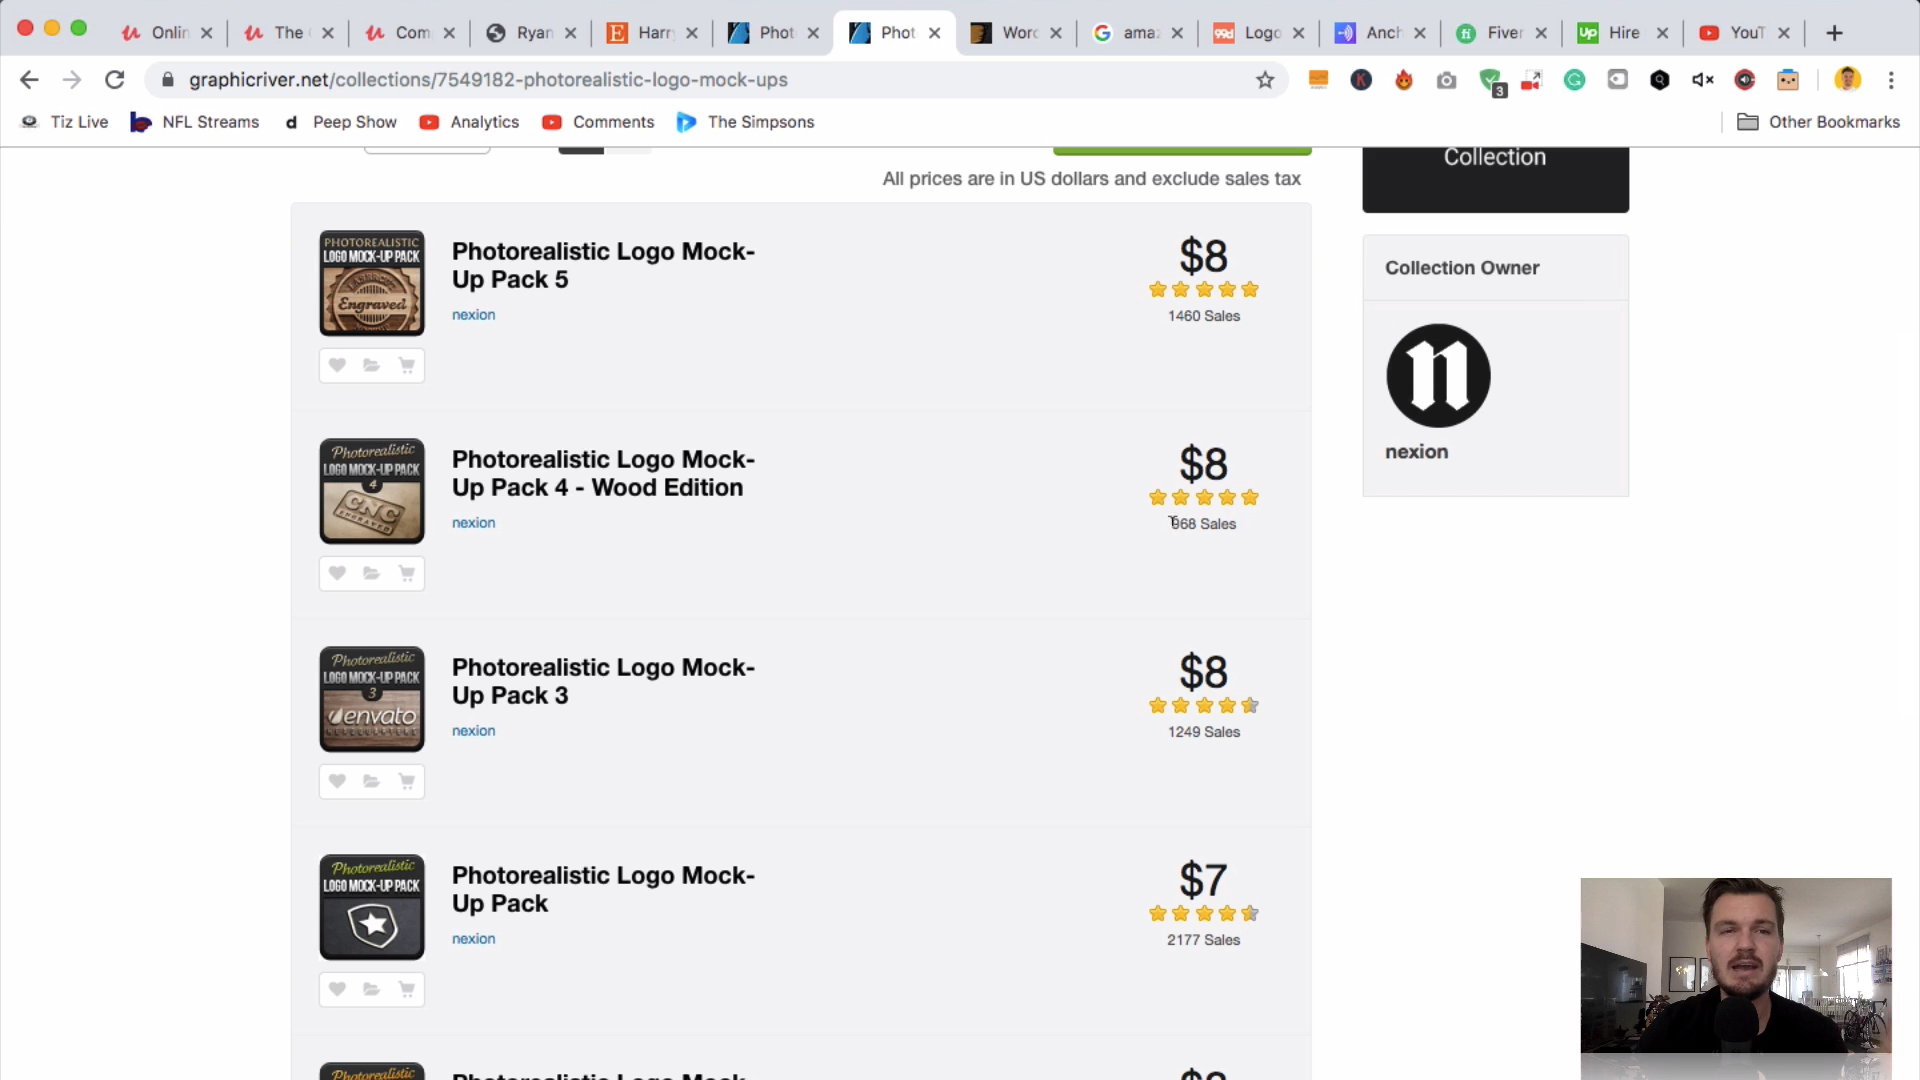 Onlin
The
Com
Ryan
Harr
Phot
Phot
Word
ama
Logo
Anch
Fiver
Hire
YouT
graphicriver.net/collections/7549182-photorealistic-logo-mock-ups
3
Tiz Live
NFL Streams
d Peep Show
Analytics
Comments
The Simpsons
Other Bookmarks
Collection
All prices are in US dollars and exclude sales tax
PHOTOREALISTIC
LOGO MOCK-UP PACK
Engraved
Photorealistic Logo Mock-
Up Pack 5
nexion
$8
1460 Sales
Collection Owner
n
nexion
Photorealistic
LOGO MOCK-UP PACK
4
CNC
ENGRAVED
Photorealistic Logo Mock-
Up Pack 4 - Wood Edition
nexion
$8
968 Sales
Photorealistic
LOGO MOCK-UP PACK
3
envato
Photorealistic Logo Mock-
Up Pack 3
nexion
$8
1249 Sales
Photorealistic
LOGO MOCK-UP PACK
Photorealistic Logo Mock-
Up Pack
nexion
$7
2177 Sales
Photorealistic
Photorealistic Logo Mock-